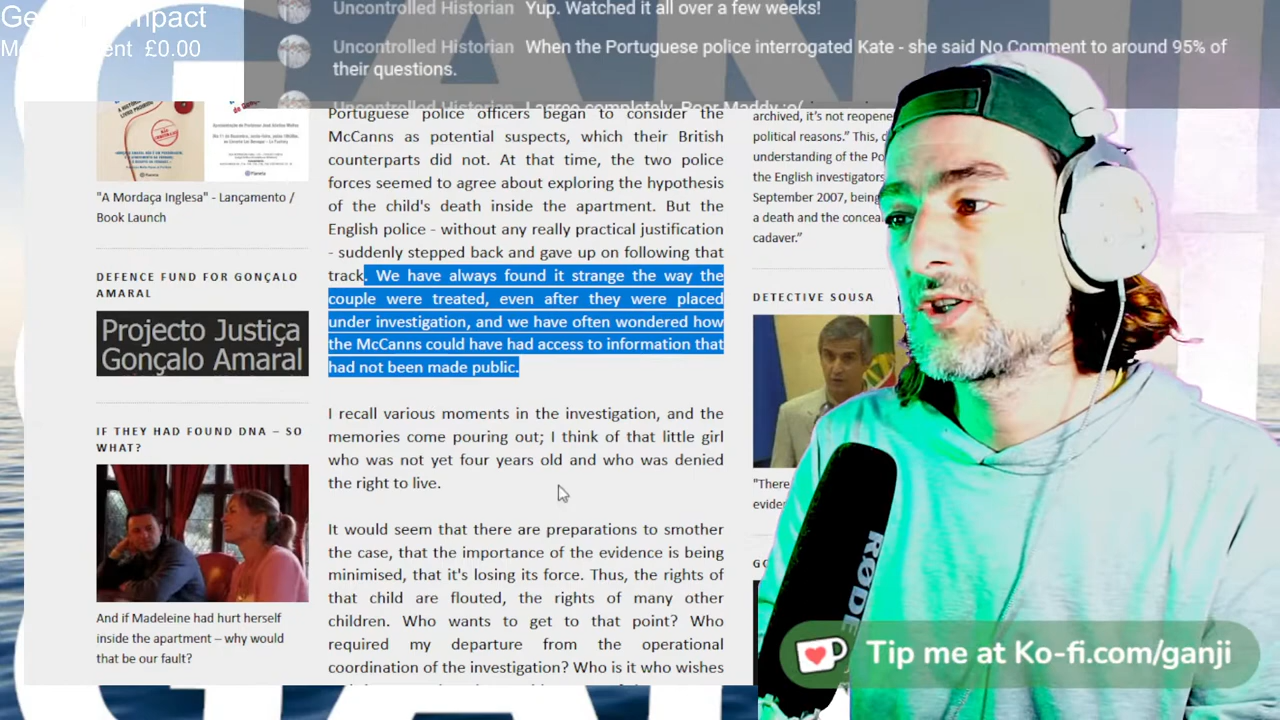 £0.00
Uncontrolled Historian Yup. Watched it all over a few weeks!
Uncontrolled Historian When the Portuguese police interrogated Kate - she said No Comment to around 95% of
their questions.
Uncontrolled Historian I agree completely. Poor Maddy :o(
"A Mordaça Inglesa" - Lançamento /
Book Launch
DEFENCE FUND FOR GONÇALO
AMARAL
Projecto Justiça
Gonçalo Amaral
IF THEY HAD FOUND DNA – SO
WHAT?
And if Madeleine had hurt herself
inside the apartment – why would
that be our fault?
Portuguese police officers began to consider the
McCanns as potential suspects, which their British
counterparts did not. At that time, the two police
forces seemed to agree about exploring the hypothesis
of the child's death inside the apartment. But the
English police - without any really practical justification
- suddenly stepped back and gave up on following that
track. We have always found it strange the way the
couple were treated, even after they were placed
under investigation, and we have often wondered how
the McCanns could have had access to information that
had not been made public.
I recall various moments in the investigation, and the
memories come pouring out; I think of that little girl
who was not yet four years old and who was denied
the right to live.
It would seem that there are preparations to smother
the case, that the importance of the evidence is being
minimised, that it's losing its force. Thus, the rights of
that child are flouted, the rights of many other
children. Who wants to get to that point? Who
required my departure from the operational
coordination of the investigation? Who is it who wishes
archived, it's not reopene
political reasons." This, d
understanding of the Po
the English investigators
September 2007, being
a death and the concea
cadaver."
DETECTIVE SOUSA
"There
evide
GO
RØDE
Tip me at Ko-fi.com/ganji